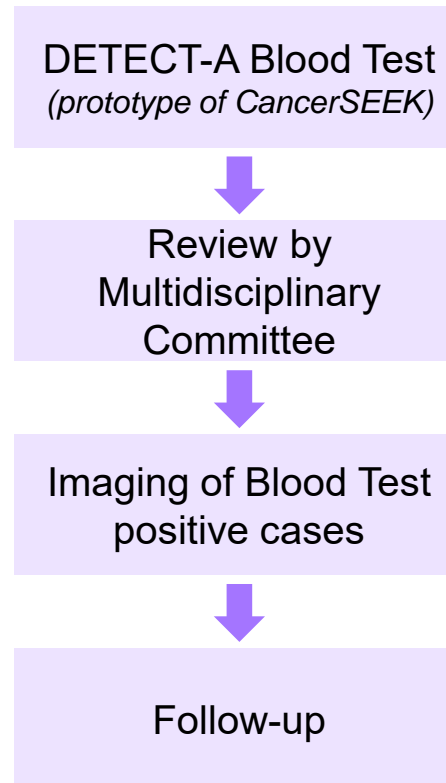 DETECT-A Blood Test
(prototype of CancerSEEK)
Review by
Multidisciplinary
Committee
Imaging of Blood Test
positive cases
Follow-up